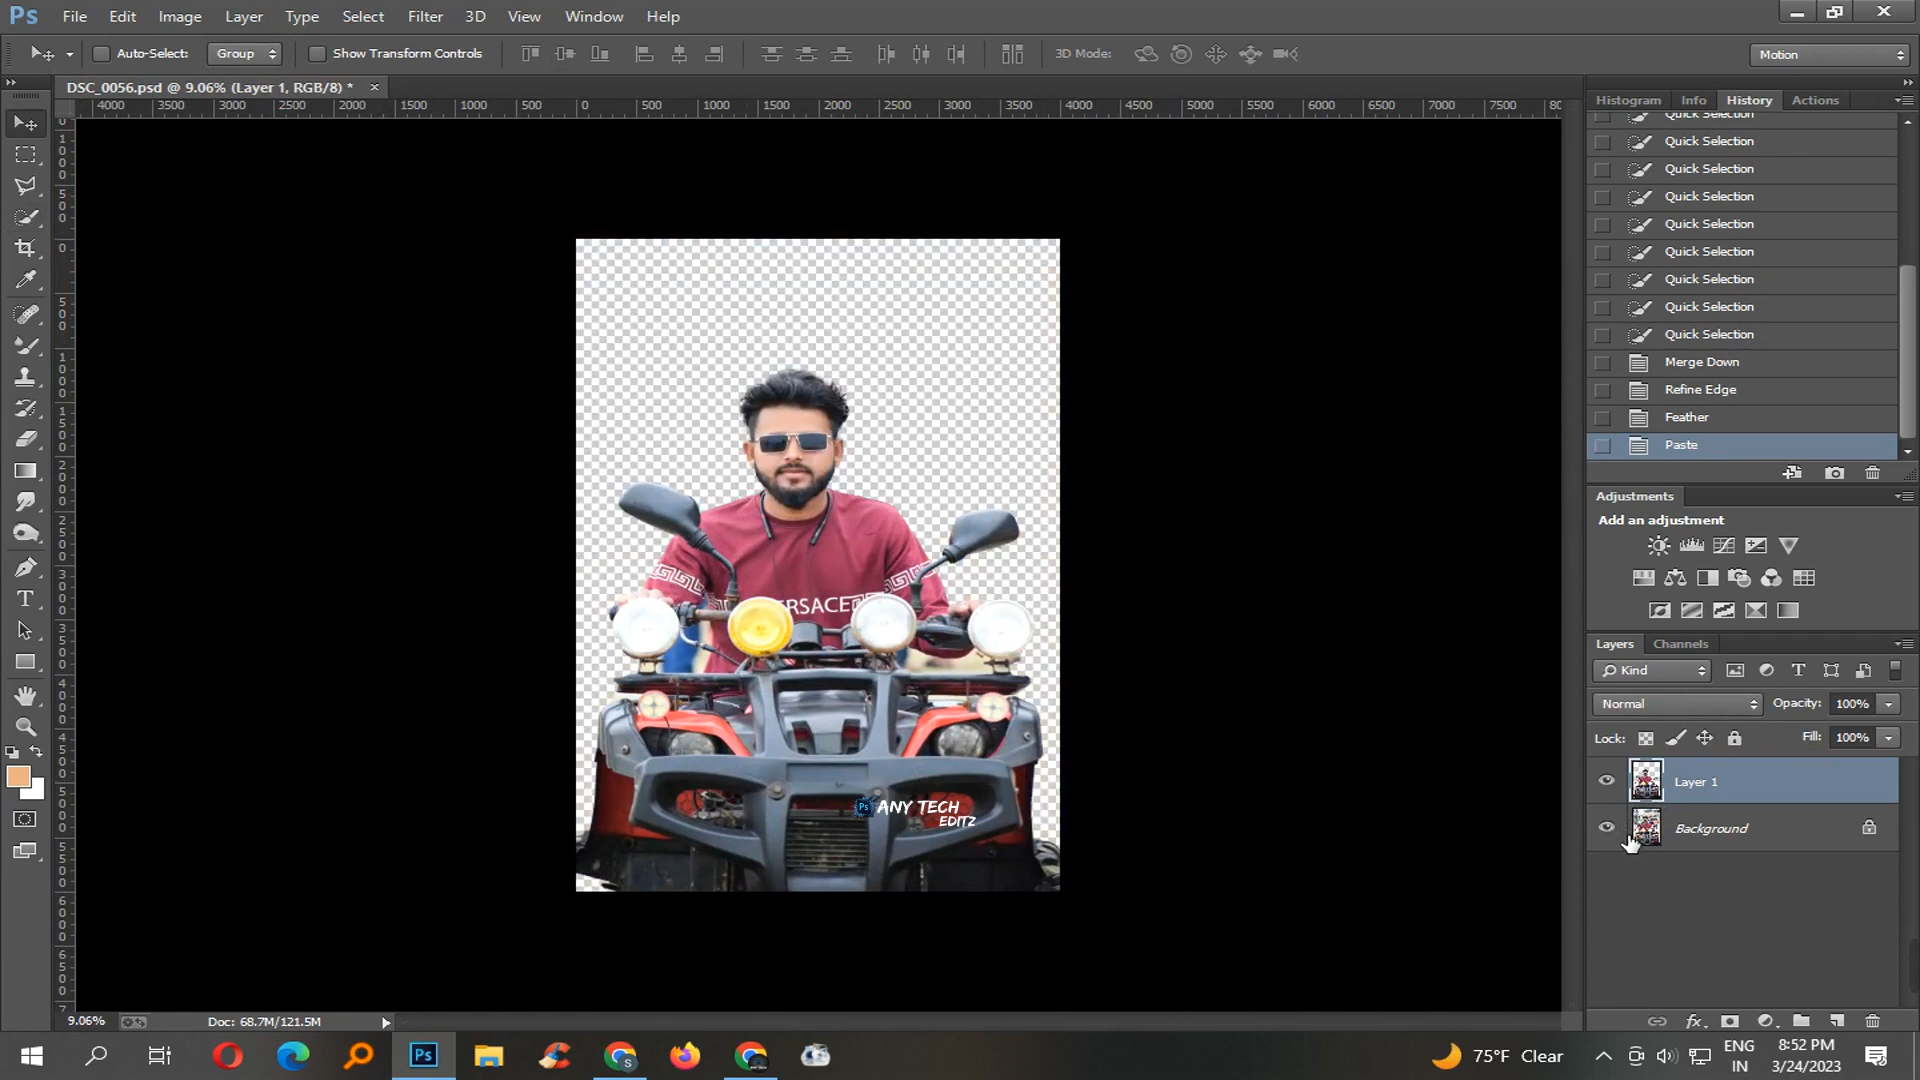 Ps File Edit Image Layer Type Select Filter 3D View Window Help
Auto-Select: Group Show Transform Controls 3D Mode: Motion
DSC_0056.psd @ 9.06% (Layer 1, RGB/8) *
4000 3500 3000 2500 2000 1500 1000 500 0 500 1000 1500 2000 2500 3000 3500 4000 4500 5000 5500 6000 6500 7000 7500
Histogram Info History Actions
Quick Selection
Quick Selection
Quick Selection
Quick Selection
Quick Selection
Quick Selection
Quick Selection
Quick Selection
Quick Selection
Merge Down
Refine Edge
Feather
Paste
Adjustments
Add an adjustment
Layers Channels
Kind
Normal Opacity: 100%
Lock: Fill: 100%
Layer 1
Background
Ps ANY TECH
EDITZ
9.06% Doc: 68.7M/121.5M
Ps S 75°F Clear ENG IN 8:52 PM 3/24/2023